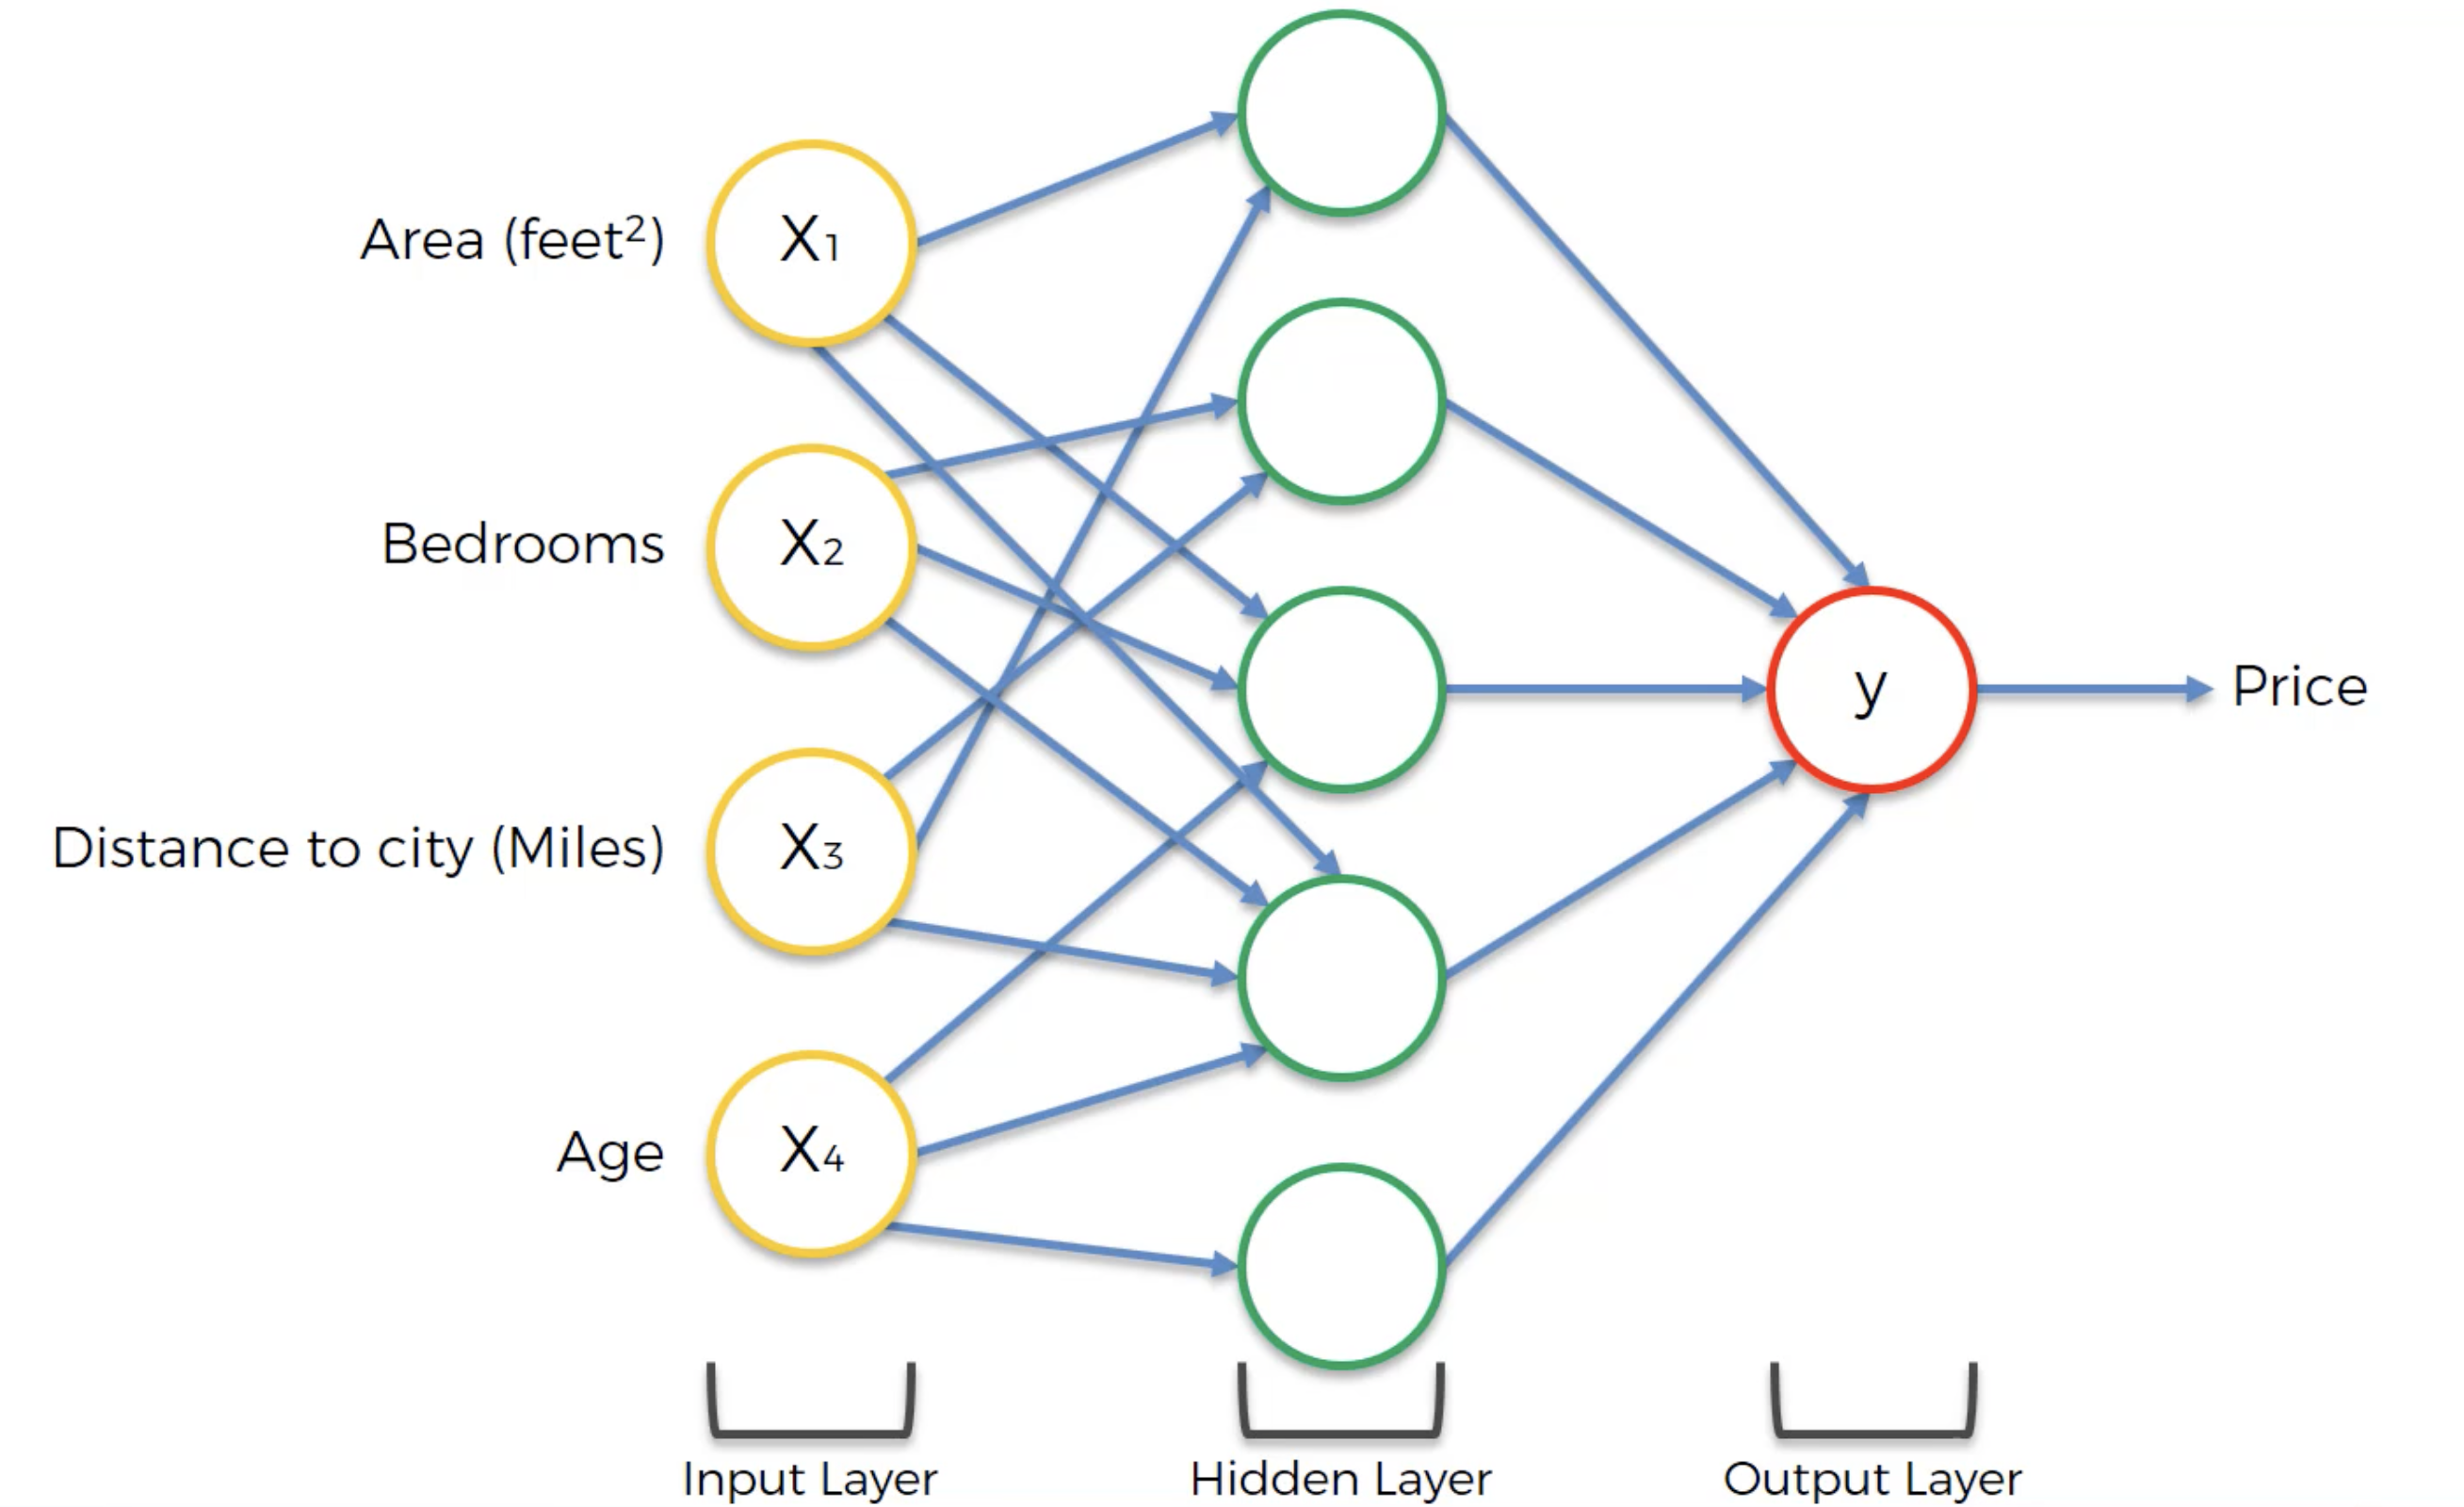 Area (feet²)
X₁
Bedrooms
X₂
Distance to city (Miles)
X₃
Age
X₄
y
Price
Input Layer
Hidden Layer
Output Layer